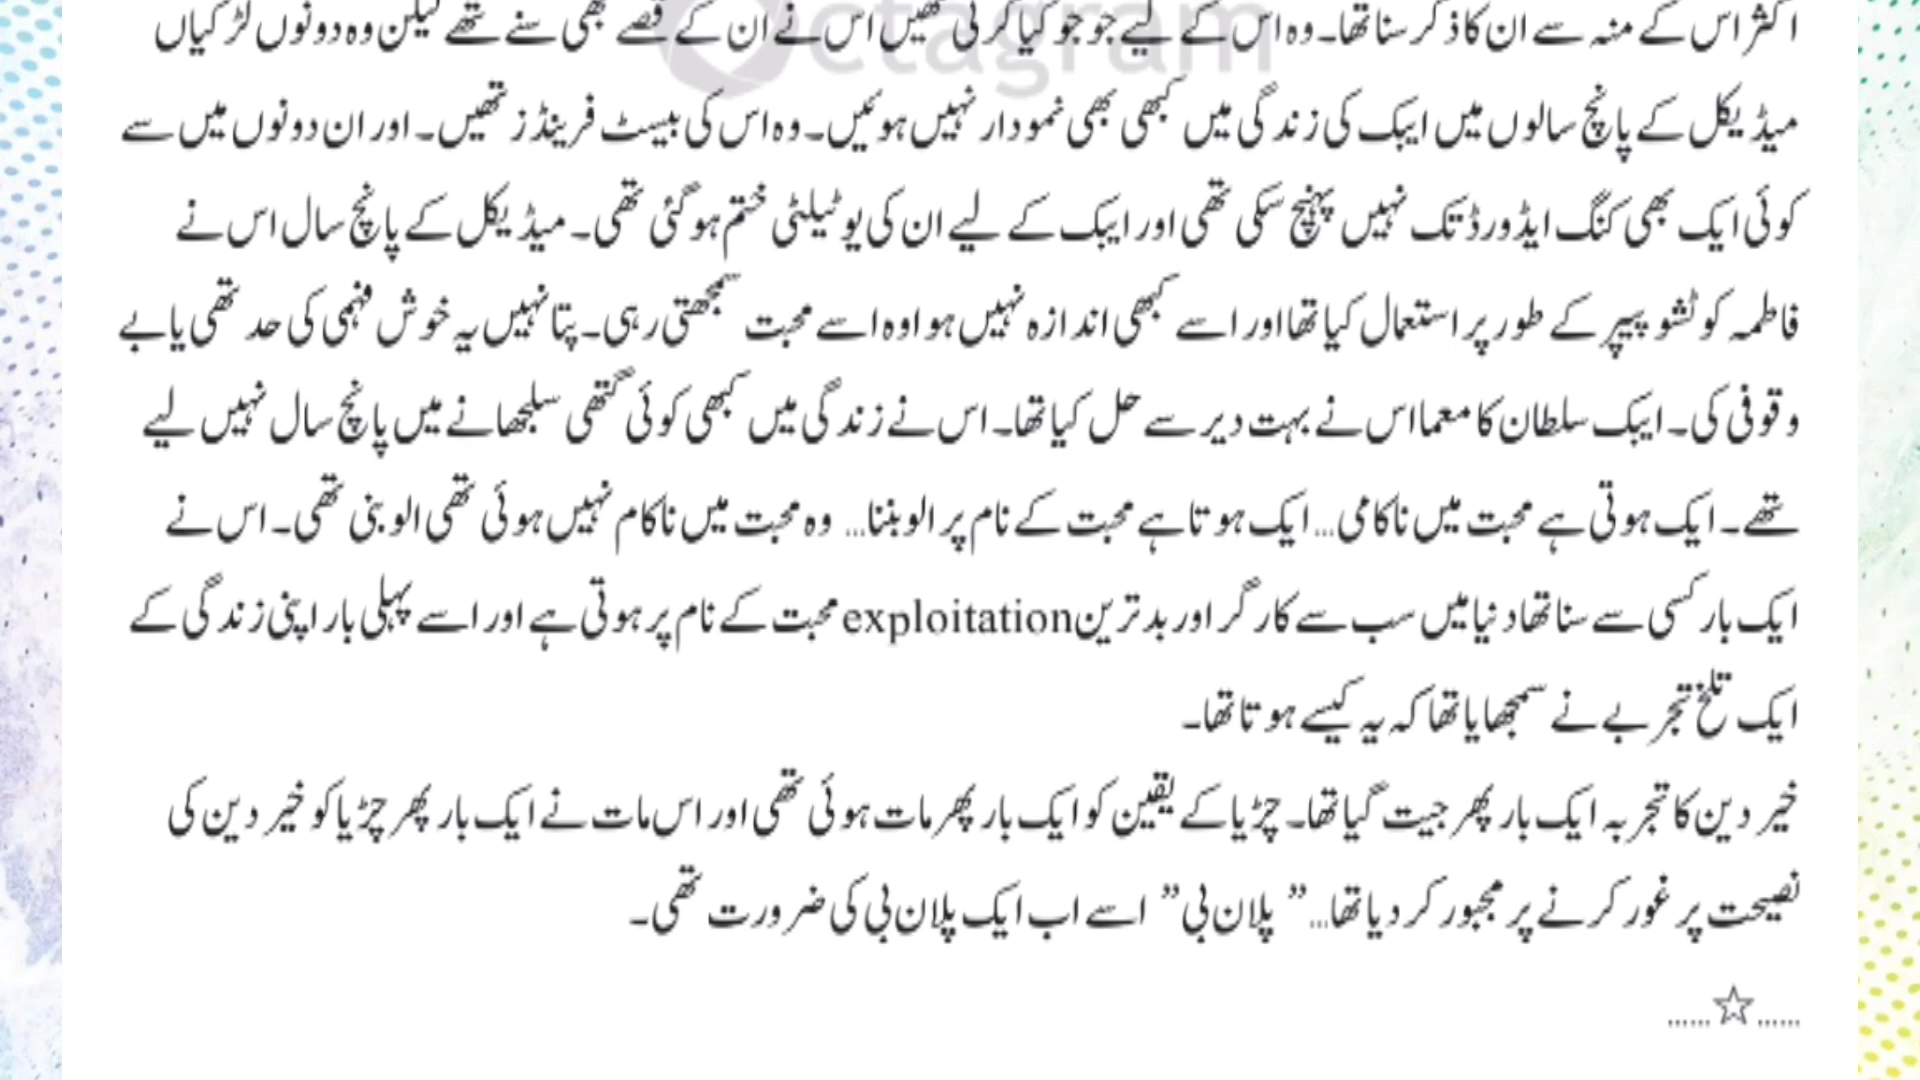 اکثر اس کے منہ سے ان کا ذکر سنا تھا۔ وہ اس کے لیے جو جو کیا کرتی تھیں اس نے ان کے قصے بھی سنے تھے لیکن وہ دونوں لڑکیاں
میڈیکل کے پانچ سالوں میں ایبک کی زندگی میں کبھی بھی نمودار نہیں ہوئیں۔ وہ اس کی بیسٹ فرینڈز تھیں۔ اور ان دونوں میں سے
کوئی ایک بھی کنگ ایڈورڈ تک نہیں پہنچ سکی تھی اور ایبک کے لیے ان کی یوٹیلٹی ختم ہوگئی تھی۔ میڈیکل کے پانچ سال اس نے
فاطمہ کو ٹشو پیپر کے طور پر استعمال کیا تھا اور اسے کبھی اندازہ نہیں ہوا وہ اسے محبت سمجھتی رہی۔ پتا نہیں یہ خوش فہمی کی حد تھی یا بے
وقوفی کی۔ ایبک سلطان کا معما اس نے بہت دیر سے حل کیا تھا۔ اس نے زندگی میں کبھی کوئی گتھی سلجھانے میں پانچ سال نہیں لیے
تھے۔ ایک ہوتی ہے محبت میں ناکامی... ایک ہوتا ہے محبت کے نام پر الو بننا... وہ محبت میں ناکام نہیں ہوئی تھی الو بنی تھی۔ اس نے
ایک بار کسی سے سنا تھا دنیا میں سب سے کارگر اور بدترین exploitation محبت کے نام پر ہوتی ہے اور اسے پہلی بار اپنی زندگی کے
ایک تلخ تجربے نے سمجھایا تھا کہ یہ کیسے ہوتا تھا۔
خیر دین کا تجربہ ایک بار پھر جیت گیا تھا۔ چڑیا کے یقین کو ایک بار پھر مات ہوئی تھی اور اس مات نے ایک بار پھر چڑیا کو خیر دین کی
نصیحت پر غور کرنے پر مجبور کر دیا تھا... ”پلان بی” اسے اب ایک پلان بی کی ضرورت تھی۔
......☆......